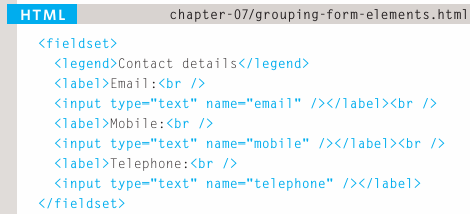 HTML chapter-07/grouping-form-elements.html
<fieldset>
<legend>Contact details</legend>
<label>Email:<br />
<input type="text" name="email" /></label><br />
<label>Mobile:<br />
<input type="text" name="mobile" /></label><br />
<label>Telephone:<br />
<input type="text" name="telephone" /></label>
</fieldset>